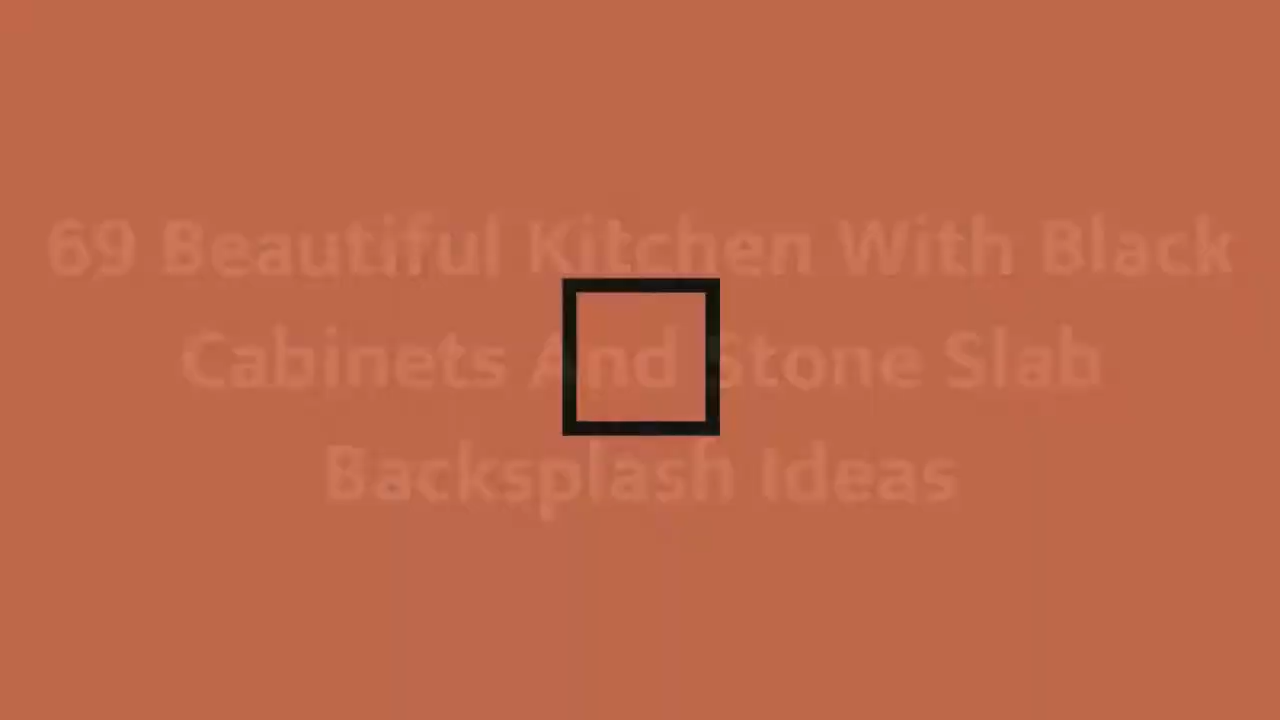 69 Beautiful Kitchen With Black
Cabinets And Stone Slab
Backsplash Ideas